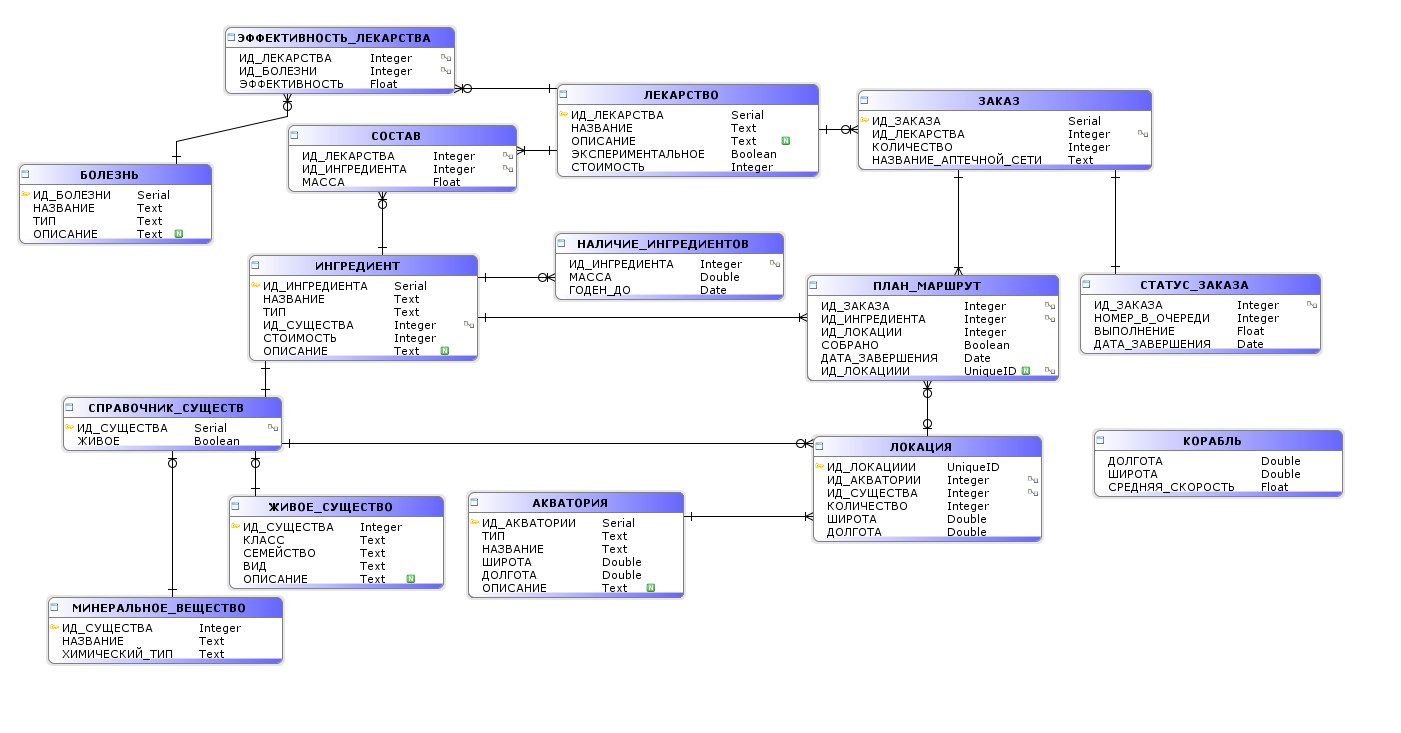 ЭФФЕКТИВНОСТЬ_ЛЕКАРСТВА
ИД_ЛЕКАРСТВА Integer
ИД_БОЛЕЗНИ Integer
ЭФФЕКТИВНОСТЬ Float
ЛЕКАРСТВО
ИД_ЛЕКАРСТВА Serial
НАЗВАНИЕ Text
ОПИСАНИЕ Text N
ЭКСПЕРИМЕНТАЛЬНОЕ Boolean
СТОИМОСТЬ Integer
ЗАКАЗ
ИД_ЗАКАЗА Serial
ИД_ЛЕКАРСТВА Integer
КОЛИЧЕСТВО Integer
НАЗВАНИЕ_АПТЕЧНОЙ_СЕТИ Text
СОСТАВ
ИД_ЛЕКАРСТВА Integer
ИД_ИНГРЕДИЕНТА Integer
МАССА Float
БОЛЕЗНЬ
ИД_БОЛЕЗНИ Serial
НАЗВАНИЕ Text
ТИП Text
ОПИСАНИЕ Text N
НАЛИЧИЕ_ИНГРЕДИЕНТОВ
ИД_ИНГРЕДИЕНТА Integer
МАССА Double
ГОДЕН_ДО Date
ИНГРЕДИЕНТ
ИД_ИНГРЕДИЕНТА Serial
НАЗВАНИЕ Text
ТИП Text
ИД_СУЩЕСТВА Integer
СТОИМОСТЬ Integer
ОПИСАНИЕ Text N
ПЛАН_МАРШРУТ
ИД_ЗАКАЗА Integer
ИД_ИНГРЕДИЕНТА Integer
ИД_ЛОКАЦИИ Integer
СОБРАНО Boolean
ДАТА_ЗАВЕРШЕНИЯ Date
ИД_ЛОКАЦИИИ UniqueID N
СТАТУС_ЗАКАЗА
ИД_ЗАКАЗА Integer
НОМЕР_В_ОЧЕРЕДИ Integer
ВЫПОЛНЕНИЕ Float
ДАТА_ЗАВЕРШЕНИЯ Date
СПРАВОЧНИК_СУЩЕСТВ
ИД_СУЩЕСТВА Serial
ЖИВОЕ Boolean
ЛОКАЦИЯ
ИД_ЛОКАЦИИИ UniqueID
ИД_АКВАТОРИИ Integer
ИД_СУЩЕСТВА Integer
КОЛИЧЕСТВО Integer
ШИРОТА Double
ДОЛГОТА Double
КОРАБЛЬ
ДОЛГОТА Double
ШИРОТА Double
СРЕДНЯЯ_СКОРОСТЬ Float
ЖИВОЕ_СУЩЕСТВО
ИД_СУЩЕСТВА Integer
КЛАСС Text
СЕМЕЙСТВО Text
ВИД Text
ОПИСАНИЕ Text N
АКВАТОРИЯ
ИД_АКВАТОРИИ Serial
ТИП Text
НАЗВАНИЕ Text
ШИРОТА Double
ДОЛГОТА Double
ОПИСАНИЕ Text N
МИНЕРАЛЬНОЕ_ВЕЩЕСТВО
ИД_СУЩЕСТВА Integer
НАЗВАНИЕ Text
ХИМИЧЕСКИЙ_ТИП Text